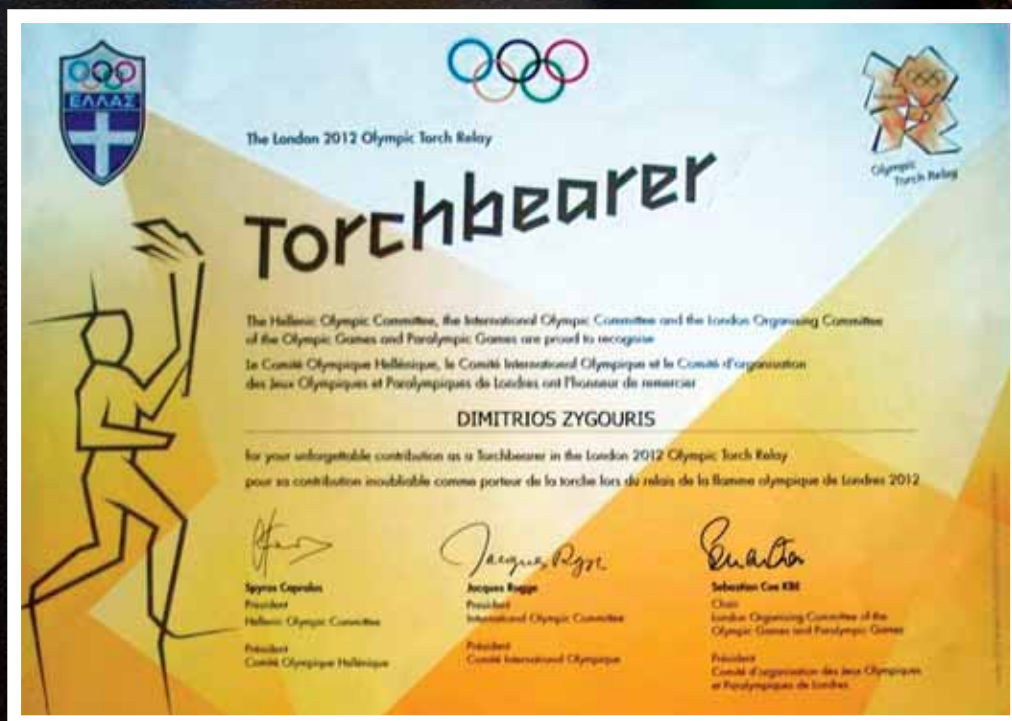 ΕΛΛΑΣ
The London 2012 Olympic Torch Relay
Olympic
Torch Relay
Torchbearer
The Hellenic Olympic Committee, the International Olympic Committee and the London Organising Committee
of the Olympic Games and Paralympic Games are proud to recognise
Le Comité Olympique Hellénique, le Comité International Olympique et le Comité d'organisation
des Jeux Olympiques et Paralympiques de Londres ont l'honneur de remercier
DIMITRIOS ZYGOURIS
for your unforgettable contribution as a Torchbearer in the London 2012 Olympic Torch Relay
pour sa contribution inoubliable comme porteur de la torche lors du relais de la flamme olympique de Londres 2012
Jacques Rogge
Spyros Capralos
President
Hellenic Olympic Committee
Président
Comité Olympique Hellénique
Jacques Rogge
President
International Olympic Committee
Président
Comité International Olympique
Sebastian Coe KBE
Chair
London Organising Committee of the
Olympic Games and Paralympic Games
Président
Comité d'organisation des Jeux Olympiques
et Paralympiques de Londres